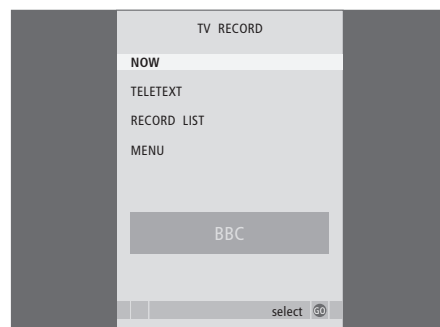 TV RECORD
NOW
TELETEXT
RECORD LIST
MENU
BBC
select GO